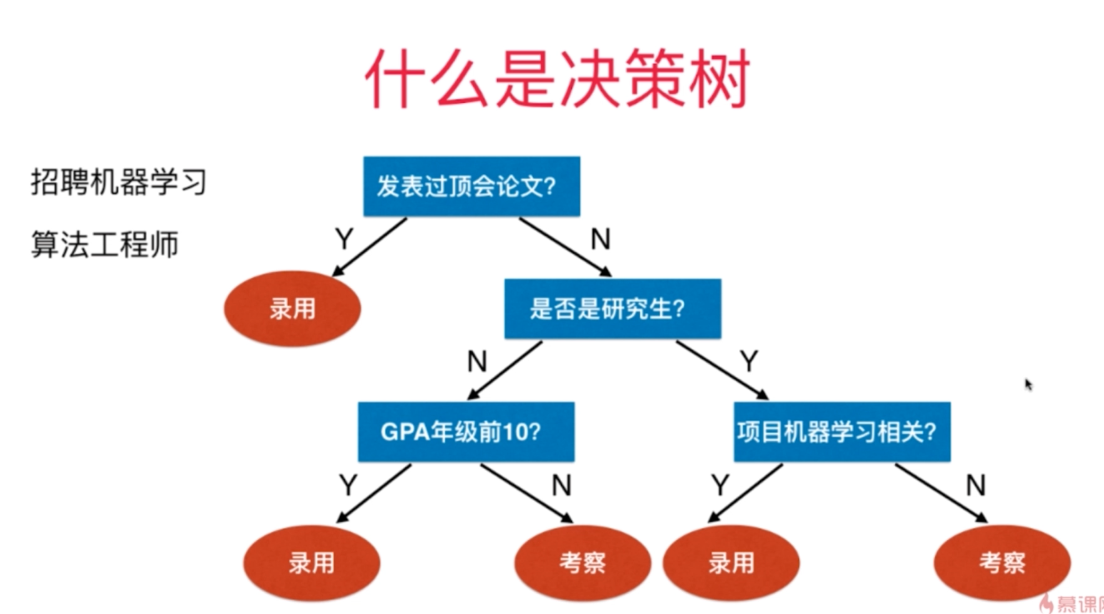 什么是决策树
招聘机器学习
算法工程师
发表过顶会论文?
Y
N
录用
是否是研究生?
N
Y
GPA年级前10?
项目机器学习相关?
Y
N
Y
N
录用
考察
录用
考察
慕课网